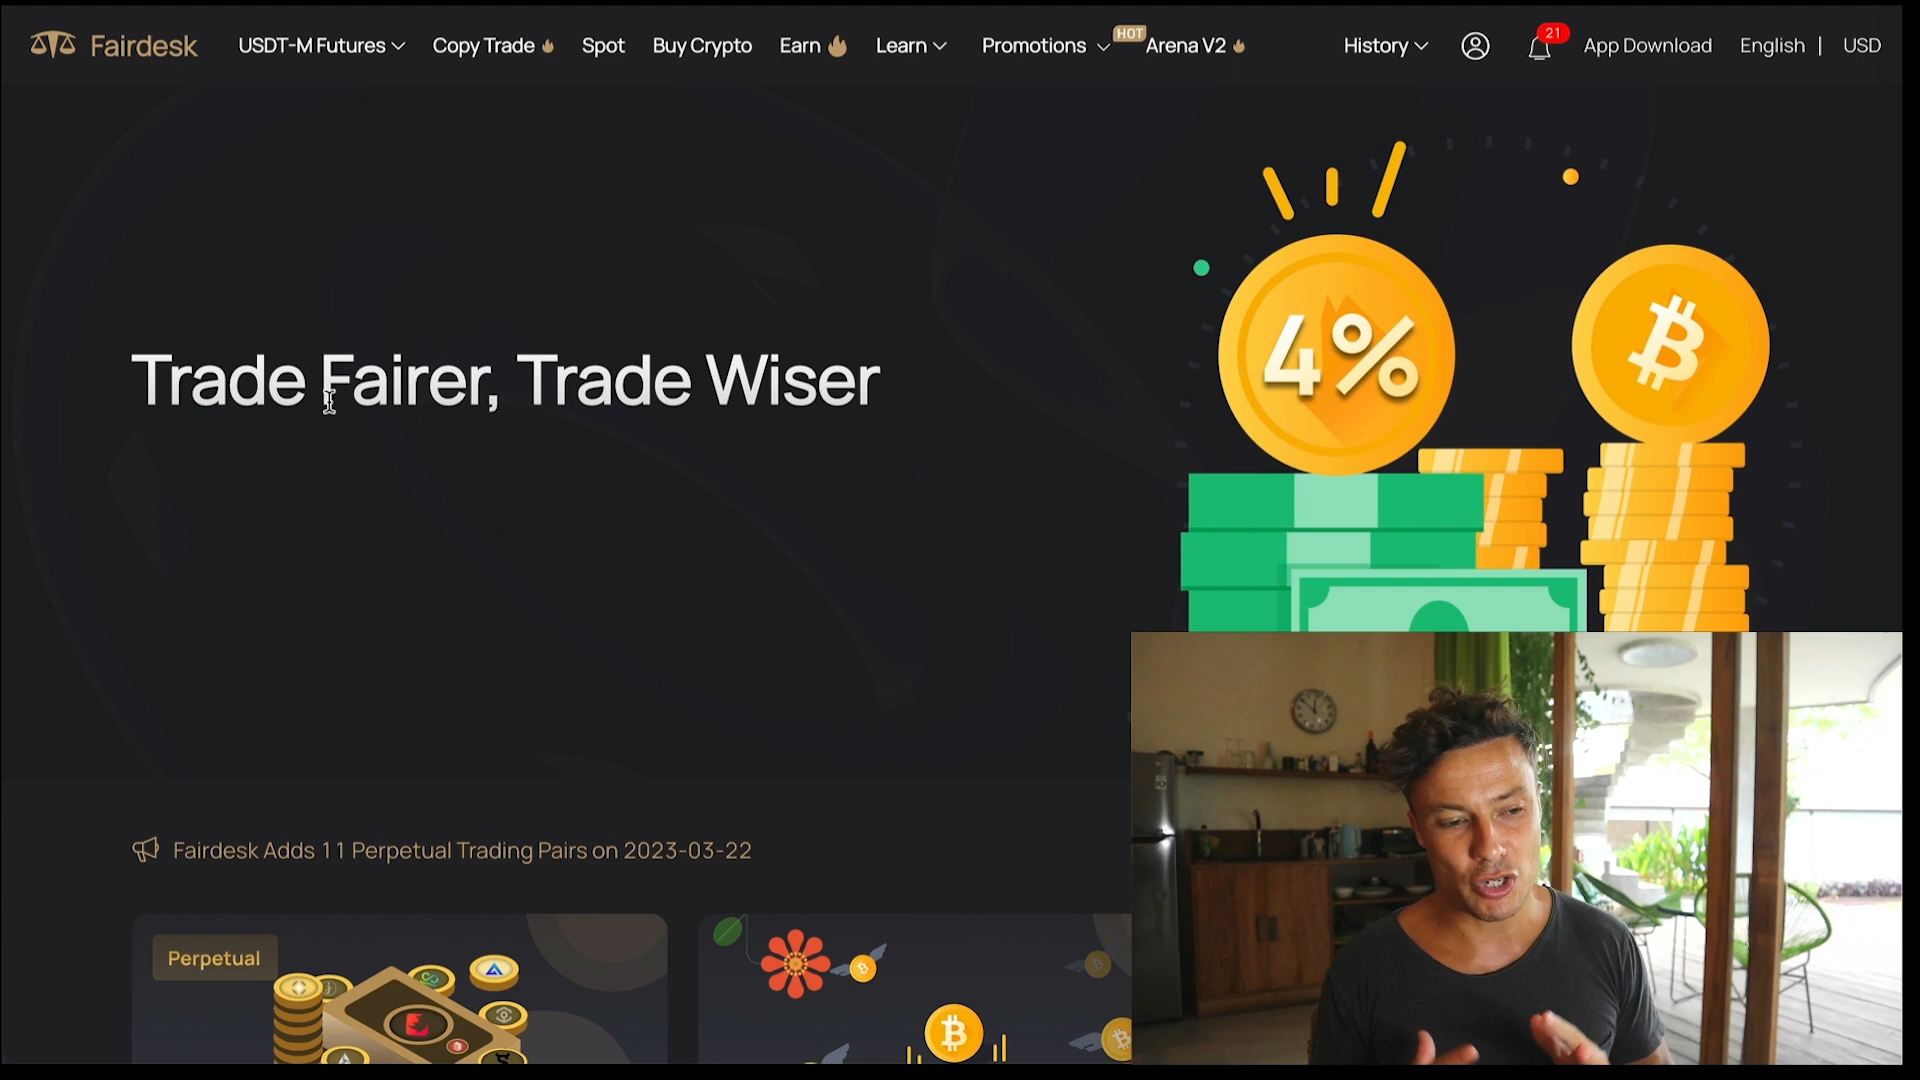 Fairdesk
USDT-M Futures
Copy Trade
Spot
Buy Crypto
Earn
Learn
Promotions
HOT
Arena V2
History
21
App Download
English |
USD
4%
Trade Fairer, Trade Wiser
Fairdesk Adds 11 Perpetual Trading Pairs on 2023-03-22
Perpetual